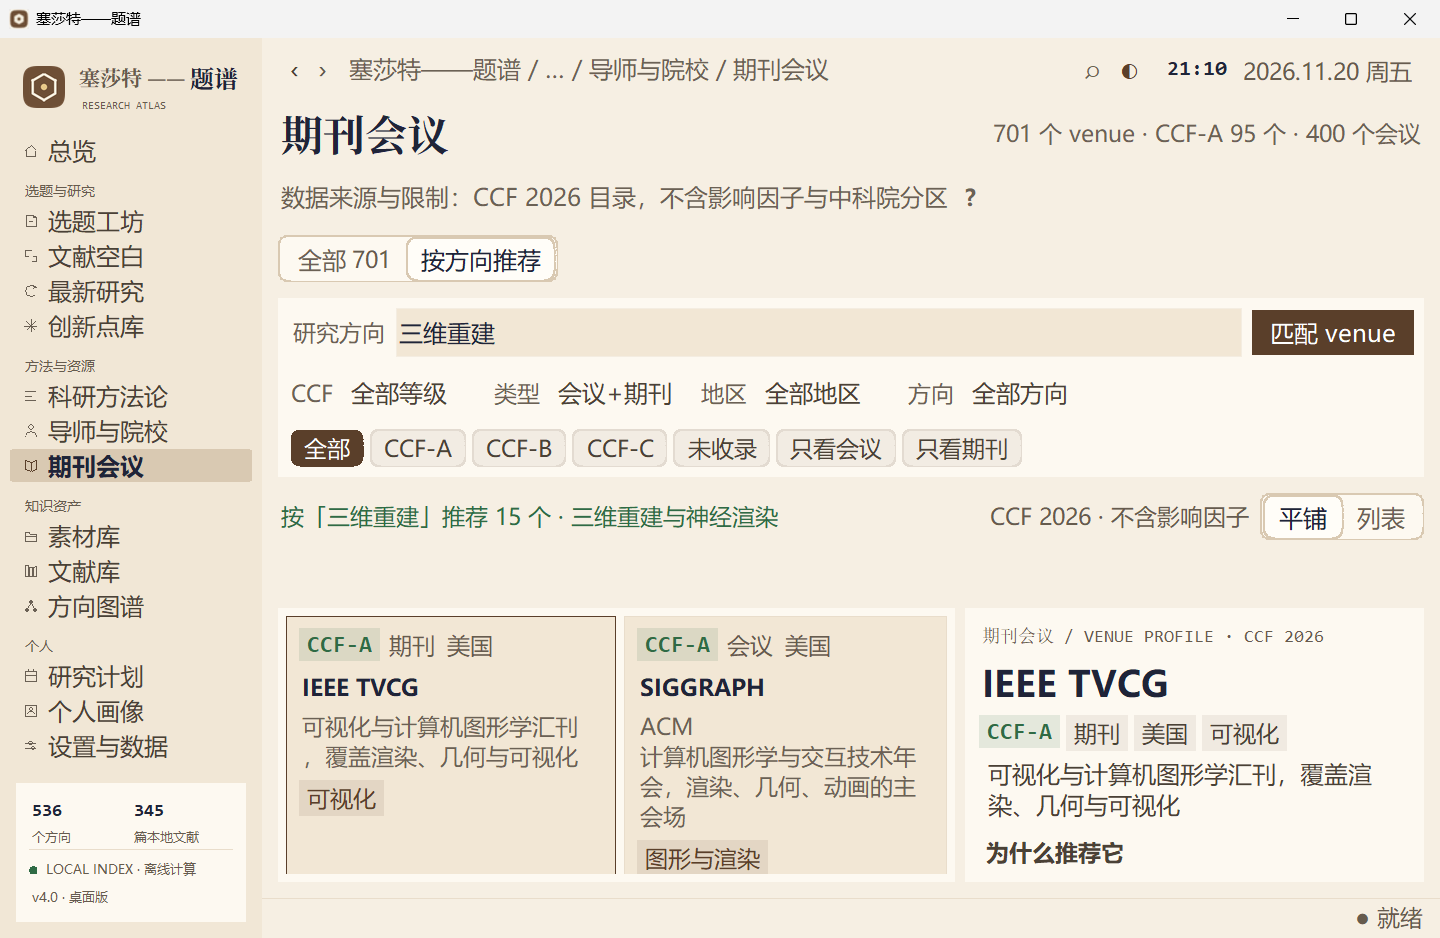 塞莎特——题谱
塞莎特 —— 题谱
RESEARCH ATLAS
总览
选题与研究
选题工坊
文献空白
最新研究
创新点库
方法与资源
科研方法论
导师与院校
期刊会议
知识资产
素材库
文献库
方向图谱
个人
研究计划
个人画像
设置与数据
536 345
个方向 篇本地文献
LOCAL INDEX · 离线计算
v4.0 · 桌面版
‹ › 塞莎特——题谱 / ... / 导师与院校 / 期刊会议
21:10 2026.11.20 周五
期刊会议
701 个 venue · CCF-A 95 个 · 400 个会议
数据来源与限制：CCF 2026 目录，不含影响因子与中科院分区 ?
全部 701 按方向推荐
研究方向 三维重建 匹配 venue
CCF 全部等级 类型 会议+期刊 地区 全部地区 方向 全部方向
全部 CCF-A CCF-B CCF-C 未收录 只看会议 只看期刊
按「三维重建」推荐 15 个 · 三维重建与神经渲染
CCF 2026 · 不含影响因子 平铺 列表
CCF-A 期刊 美国
IEEE TVCG
可视化与计算机图形学汇刊
，覆盖渲染、几何与可视化
可视化
CCF-A 会议 美国
SIGGRAPH
ACM
计算机图形学与交互技术年
会，渲染、几何、动画的主
会场
图形与渲染
期刊会议 / VENUE PROFILE · CCF 2026
IEEE TVCG
CCF-A 期刊 美国 可视化
可视化与计算机图形学汇刊，覆盖渲
染、几何与可视化
为什么推荐它
● 就绪